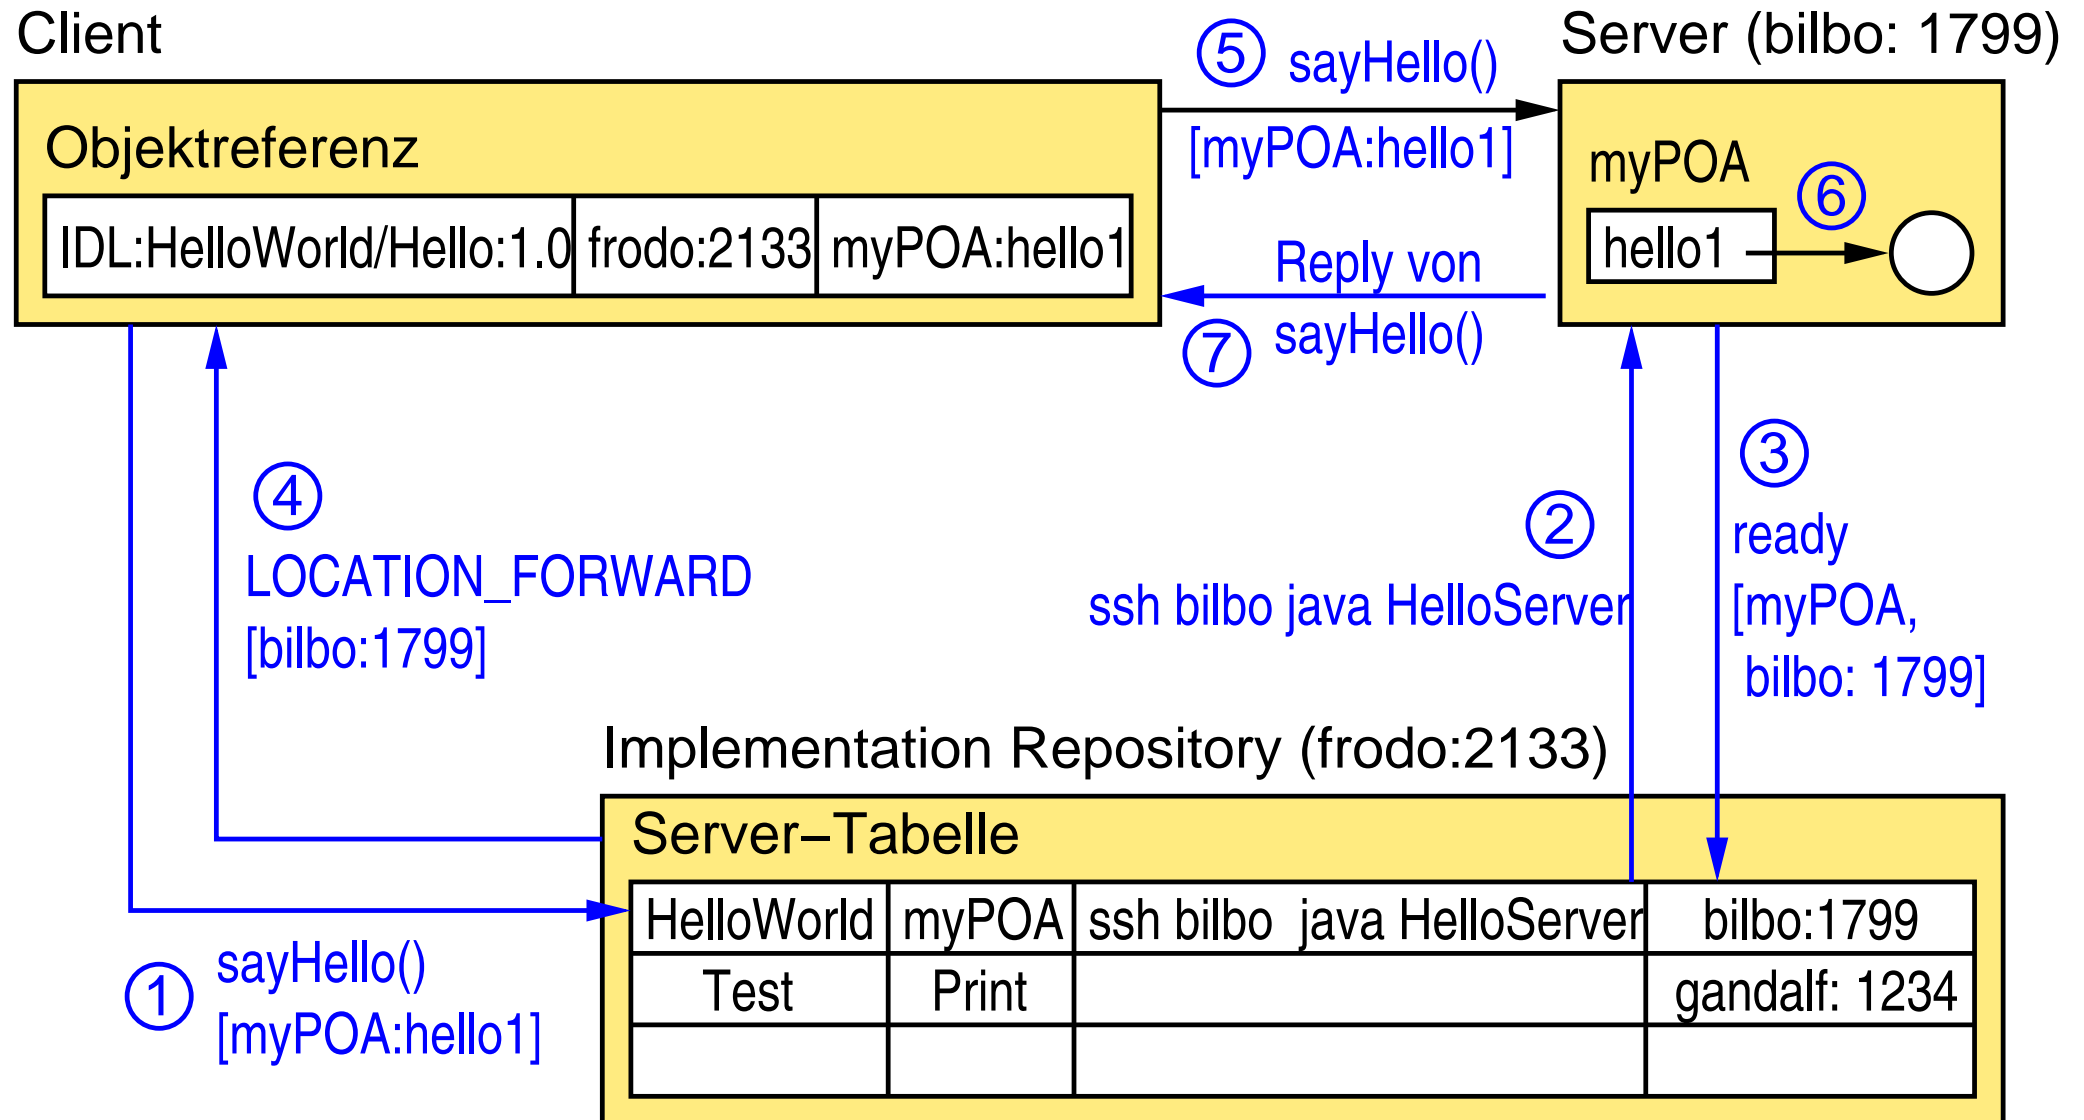 Client
Server (bilbo: 1799)
5 sayHello()
[myPOA:hello1]
Objektreferenz
IDL:HelloWorld/Hello:1.0 frodo:2133 myPOA:hello1
myPOA
6
hello1
Reply von
sayHello()
7
4
LOCATION_FORWARD
[bilbo:1799]
2
ssh bilbo java HelloServer
3
ready
[myPOA,
bilbo: 1799]
Implementation Repository (frodo:2133)
Server–Tabelle
HelloWorld myPOA ssh bilbo java HelloServer bilbo:1799
Test Print gandalf: 1234
1 sayHello()
[myPOA:hello1]